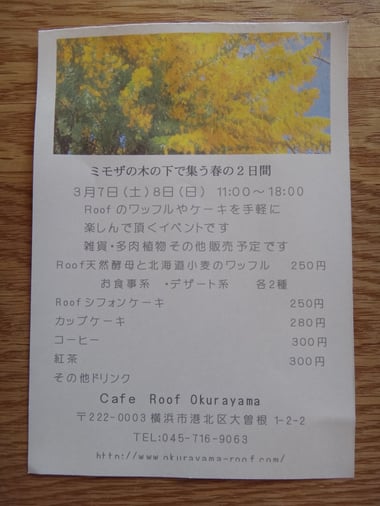 ミモザの木の下で集う春の2日間
3月7日(土)8日(日) 11:00～18:00
Roofのワッフルやケーキを手軽に
楽しんで頂くイベントです
雑貨・多肉植物その他販売予定です
Roof天然酵母と北海道小麦のワッフル 250円
お食事系 ・デザート系 各2種
Roofシフォンケーキ 250円
カップケーキ 280円
コーヒー 300円
紅茶 300円
その他ドリンク
Cafe Roof Okurayama
〒222-0003横浜市港北区大曽根 1-2-2
TEL:045-716-9063
http://www.okurayama-roof.com/